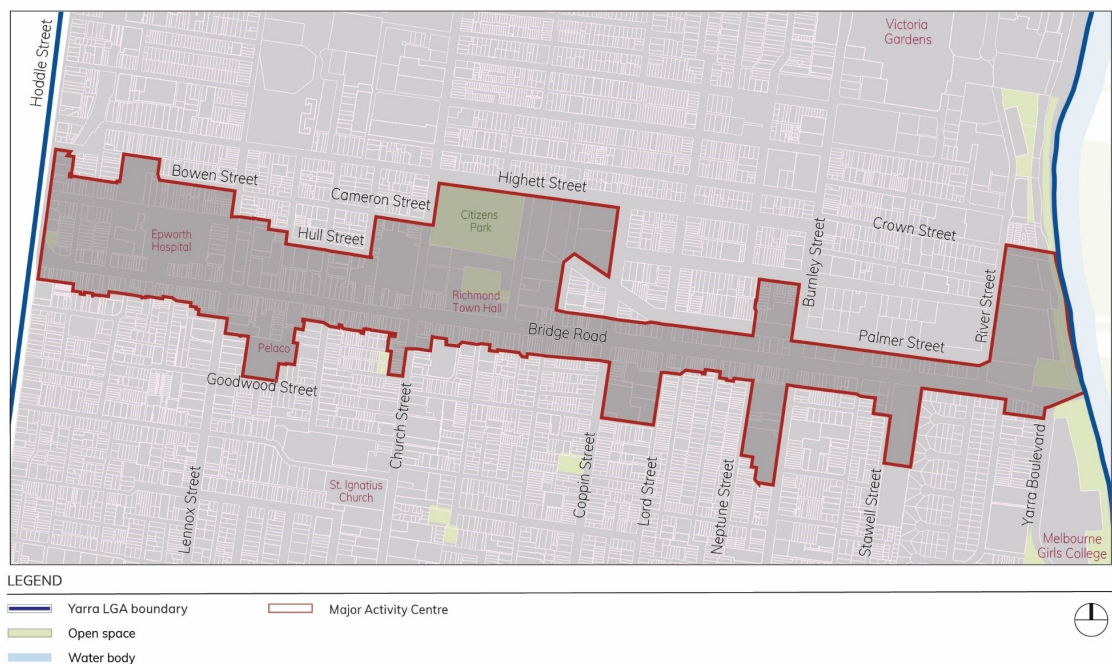 Hoddle Street
Victoria
Gardens
Bowen Street
Cameron Street
Highett Street
Hull Street
Epworth
Hospital
Citizens
Park
Crown Street
Burnley Street
River Street
Richmond
Town Hall
Bridge Road
Palmer Street
Pelaco
Goodwood Street
Church Street
Lennox Street
St. Ignatius
Church
Coppin Street
Lord Street
Neptune Street
Stawell Street
Yarra Boulevard
Melbourne
Girls College
LEGEND
Yarra LGA boundary
Major Activity Centre
Open space
Water body